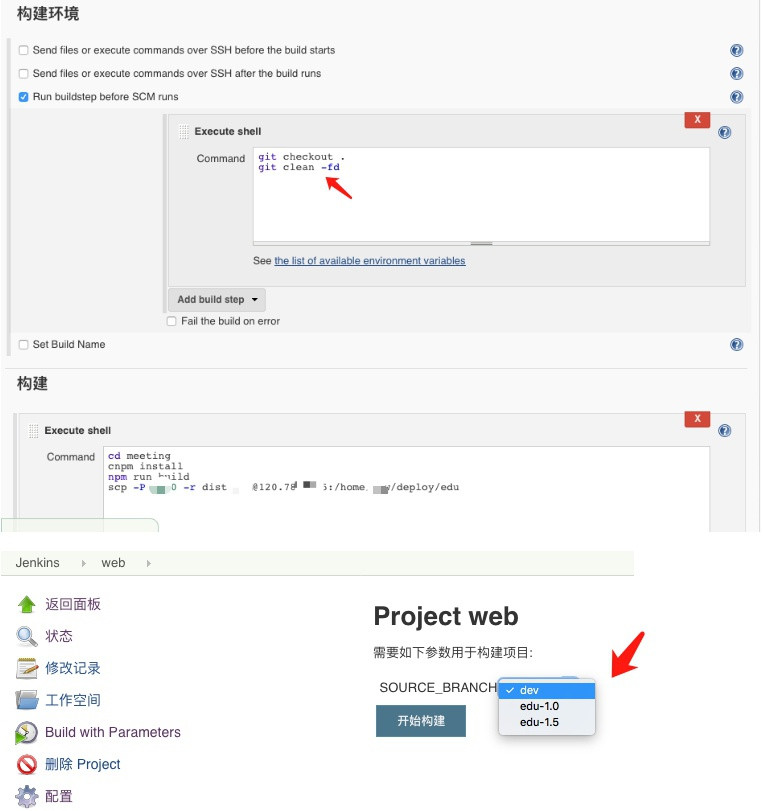 构建环境
Send files or execute commands over SSH before the build starts
Send files or execute commands over SSH after the build runs
Run buildstep before SCM runs
X
Execute shell
Command
git checkout .
git clean -fd
See the list of available environment variables
Add build step
Fail the build on error
Set Build Name
构建
X
Execute shell
Command
cd meeting
cnpm install
npm run build
scp -P 0 -r dist @120.78 :/home/ /deploy/edu
Jenkins
web
返回面板
状态
修改记录
工作空间
Build with Parameters
删除 Project
配置
Project web
需要如下参数用于构建项目:
SOURCE_BRANCH
dev
edu-1.0
edu-1.5
开始构建